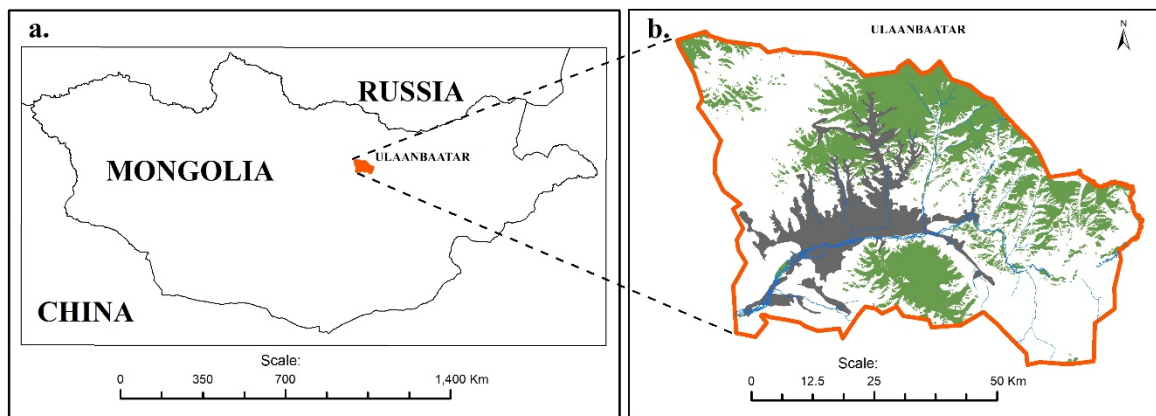 a.
RUSSIA
ULAANBAATAR
MONGOLIA
CHINA
Scale:
0 350 700 1,400 Km
b.
ULAANBAATAR
N
Scale:
0 12.5 25 50 Km